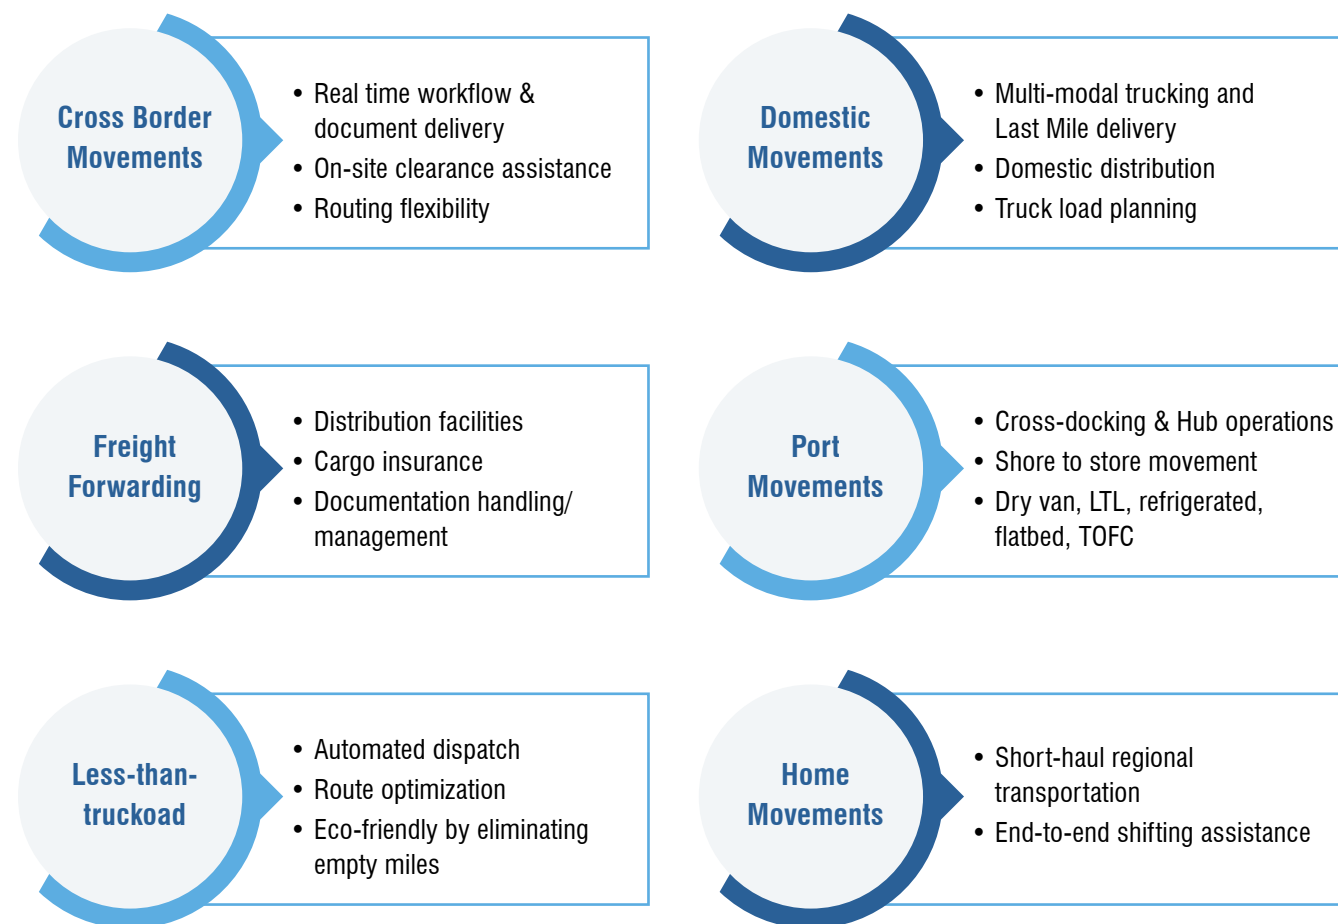 Cross Border
Movements
• Real time workflow &
document delivery
• On-site clearance assistance
• Routing flexibility
Domestic
Movements
• Multi-modal trucking and
Last Mile delivery
• Domestic distribution
• Truck load planning
Freight
Forwarding
• Distribution facilities
• Cargo insurance
• Documentation handling/
management
Port
Movements
• Cross-docking & Hub operations
• Shore to store movement
• Dry van, LTL, refrigerated,
flatbed, TOFC
Less-than-
truckoad
• Automated dispatch
• Route optimization
• Eco-friendly by eliminating
empty miles
Home
Movements
• Short-haul regional
transportation
• End-to-end shifting assistance